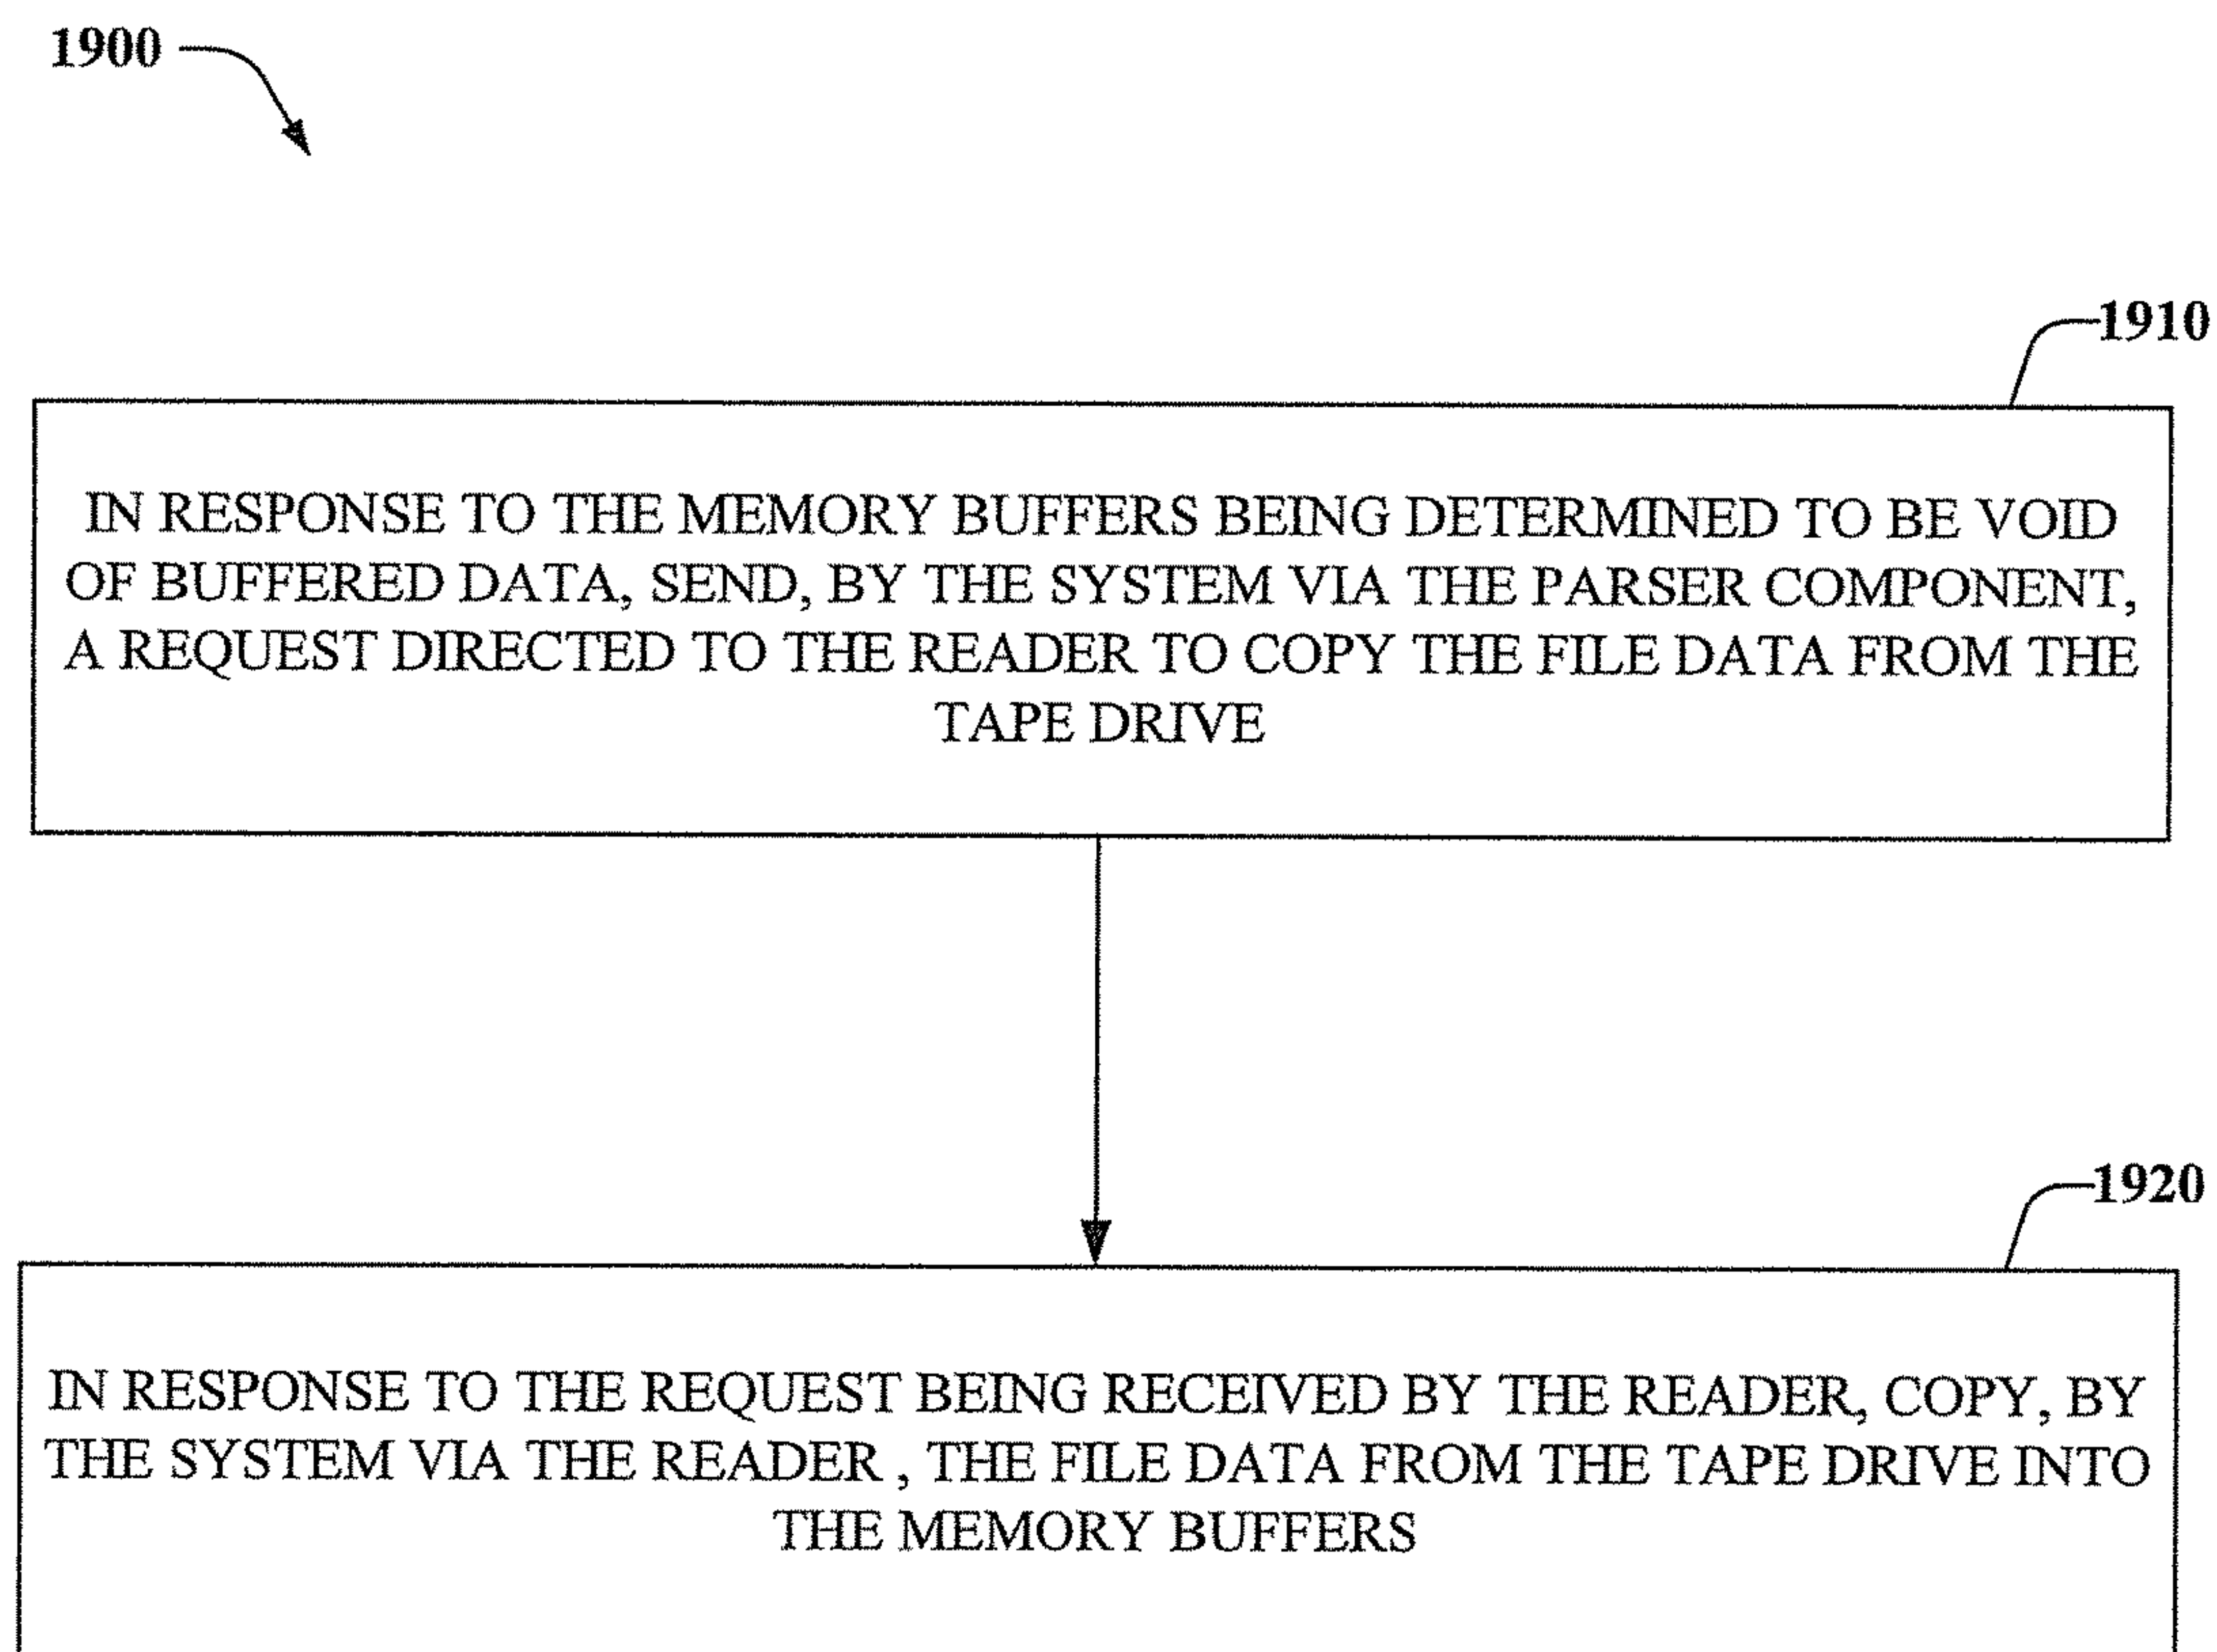 1900
1910
IN RESPONSE TO THE MEMORY BUFFERS BEING DETERMINED TO BE VOID
OF BUFFERED DATA, SEND, BY THE SYSTEM VIA THE PARSER COMPONENT,
A REQUEST DIRECTED TO THE READER TO COPY THE FILE DATA FROM THE
TAPE DRIVE
1920
IN RESPONSE TO THE REQUEST BEING RECEIVED BY THE READER, COPY, BY
THE SYSTEM VIA THE READER , THE FILE DATA FROM THE TAPE DRIVE INTO
THE MEMORY BUFFERS